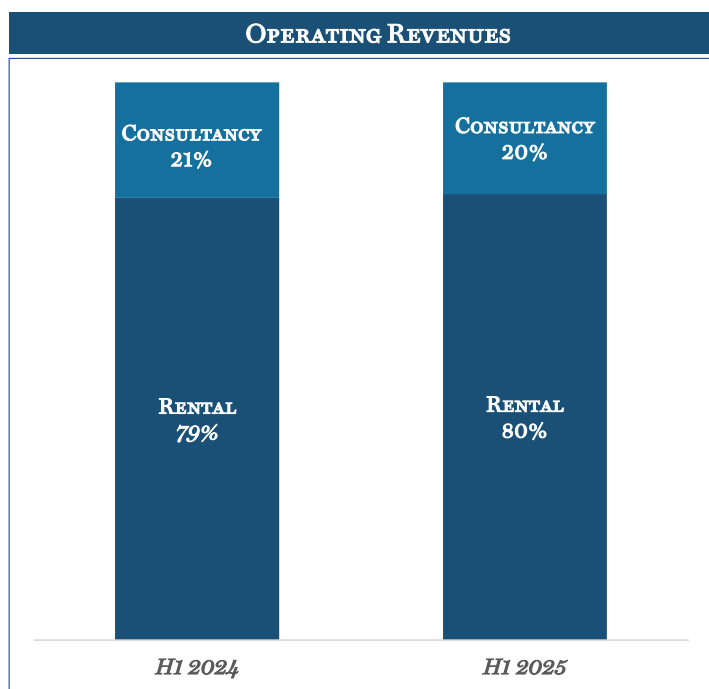 Operating Revenues
Consultancy
21%
Consultancy
20%
Rental
79%
Rental
80%
H1 2024
H1 2025